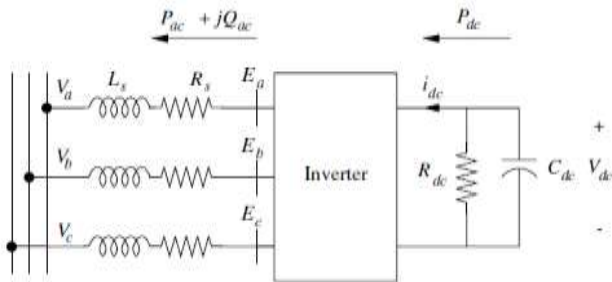 P_ac + jQ_ac
P_dc
V_a
L_s
R_s
E_a
i_dc
+
V_b
E_b
Inverter
R_dc
C_dc
V_dc
V_c
E_c
-